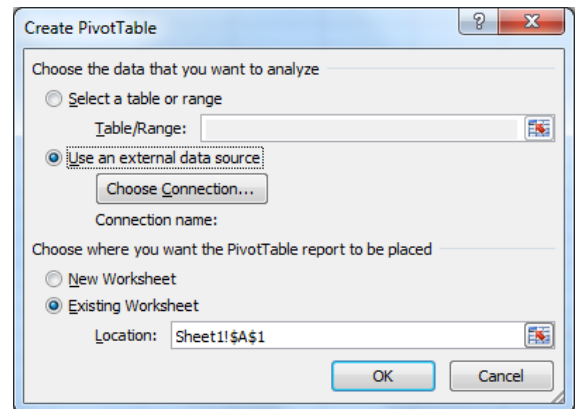 Create PivotTable
Choose the data that you want to analyze
Select a table or range
Table/Range:
Use an external data source
Choose Connection...
Connection name:
Choose where you want the PivotTable report to be placed
New Worksheet
Existing Worksheet
Location: Sheet1!$A$1
OK Cancel